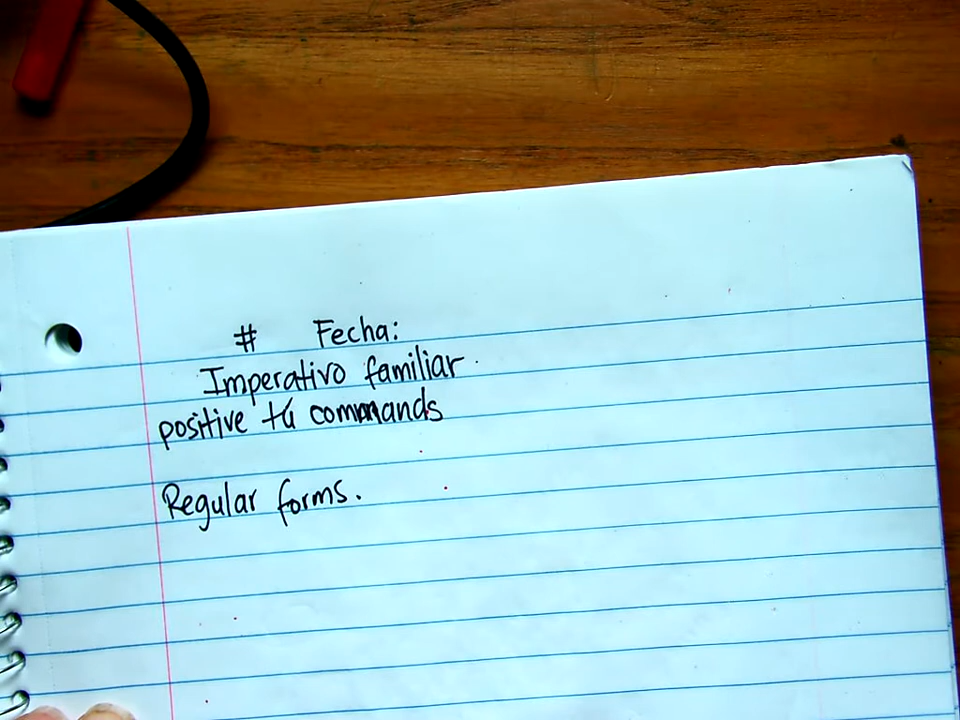 # Fecha:
Imperativo familiar
positive tú commands
Regular forms.